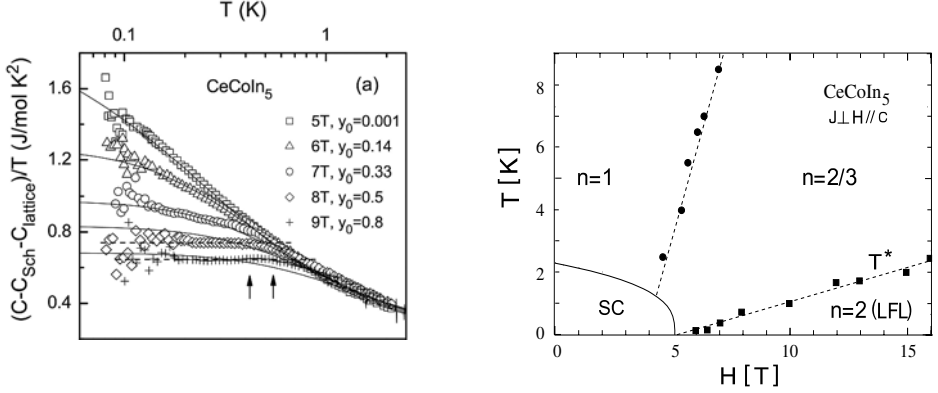 T (K)
0.1 1
(a)
CeCoIn5
1.6
1.2
0.8
0.4
(C-CSch-Clattice)/T (J/mol K2)
5T, y0=0.001
6T, y0=0.14
7T, y0=0.33
8T, y0=0.5
9T, y0=0.8
8
6
4
2
0
T [K]
CeCoIn5
J⊥H//c
n=1
n=2/3
T*
SC
n=2 (LFL)
0 5 10 15
H [T]